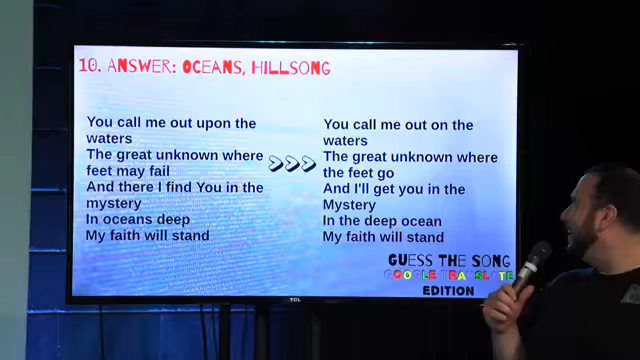 10. ANSWER: OCEANS, HILLSONG
You call me out upon the
waters
The great unknown where
feet may fail
And there I find You in the
mystery
In oceans deep
My faith will stand
You call me out on the
waters
The great unknown where
the feet go
And I'll get you in the
Mystery
In the deep ocean
My faith will stand
GUESS THE SONG
GOOGLE TRANSLATE
EDITION
TCL